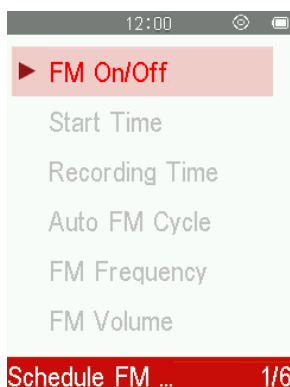 12:00
FM On/Off
Start Time
Recording Time
Auto FM Cycle
FM Frequency
FM Volume
Schedule FM ... 1/6